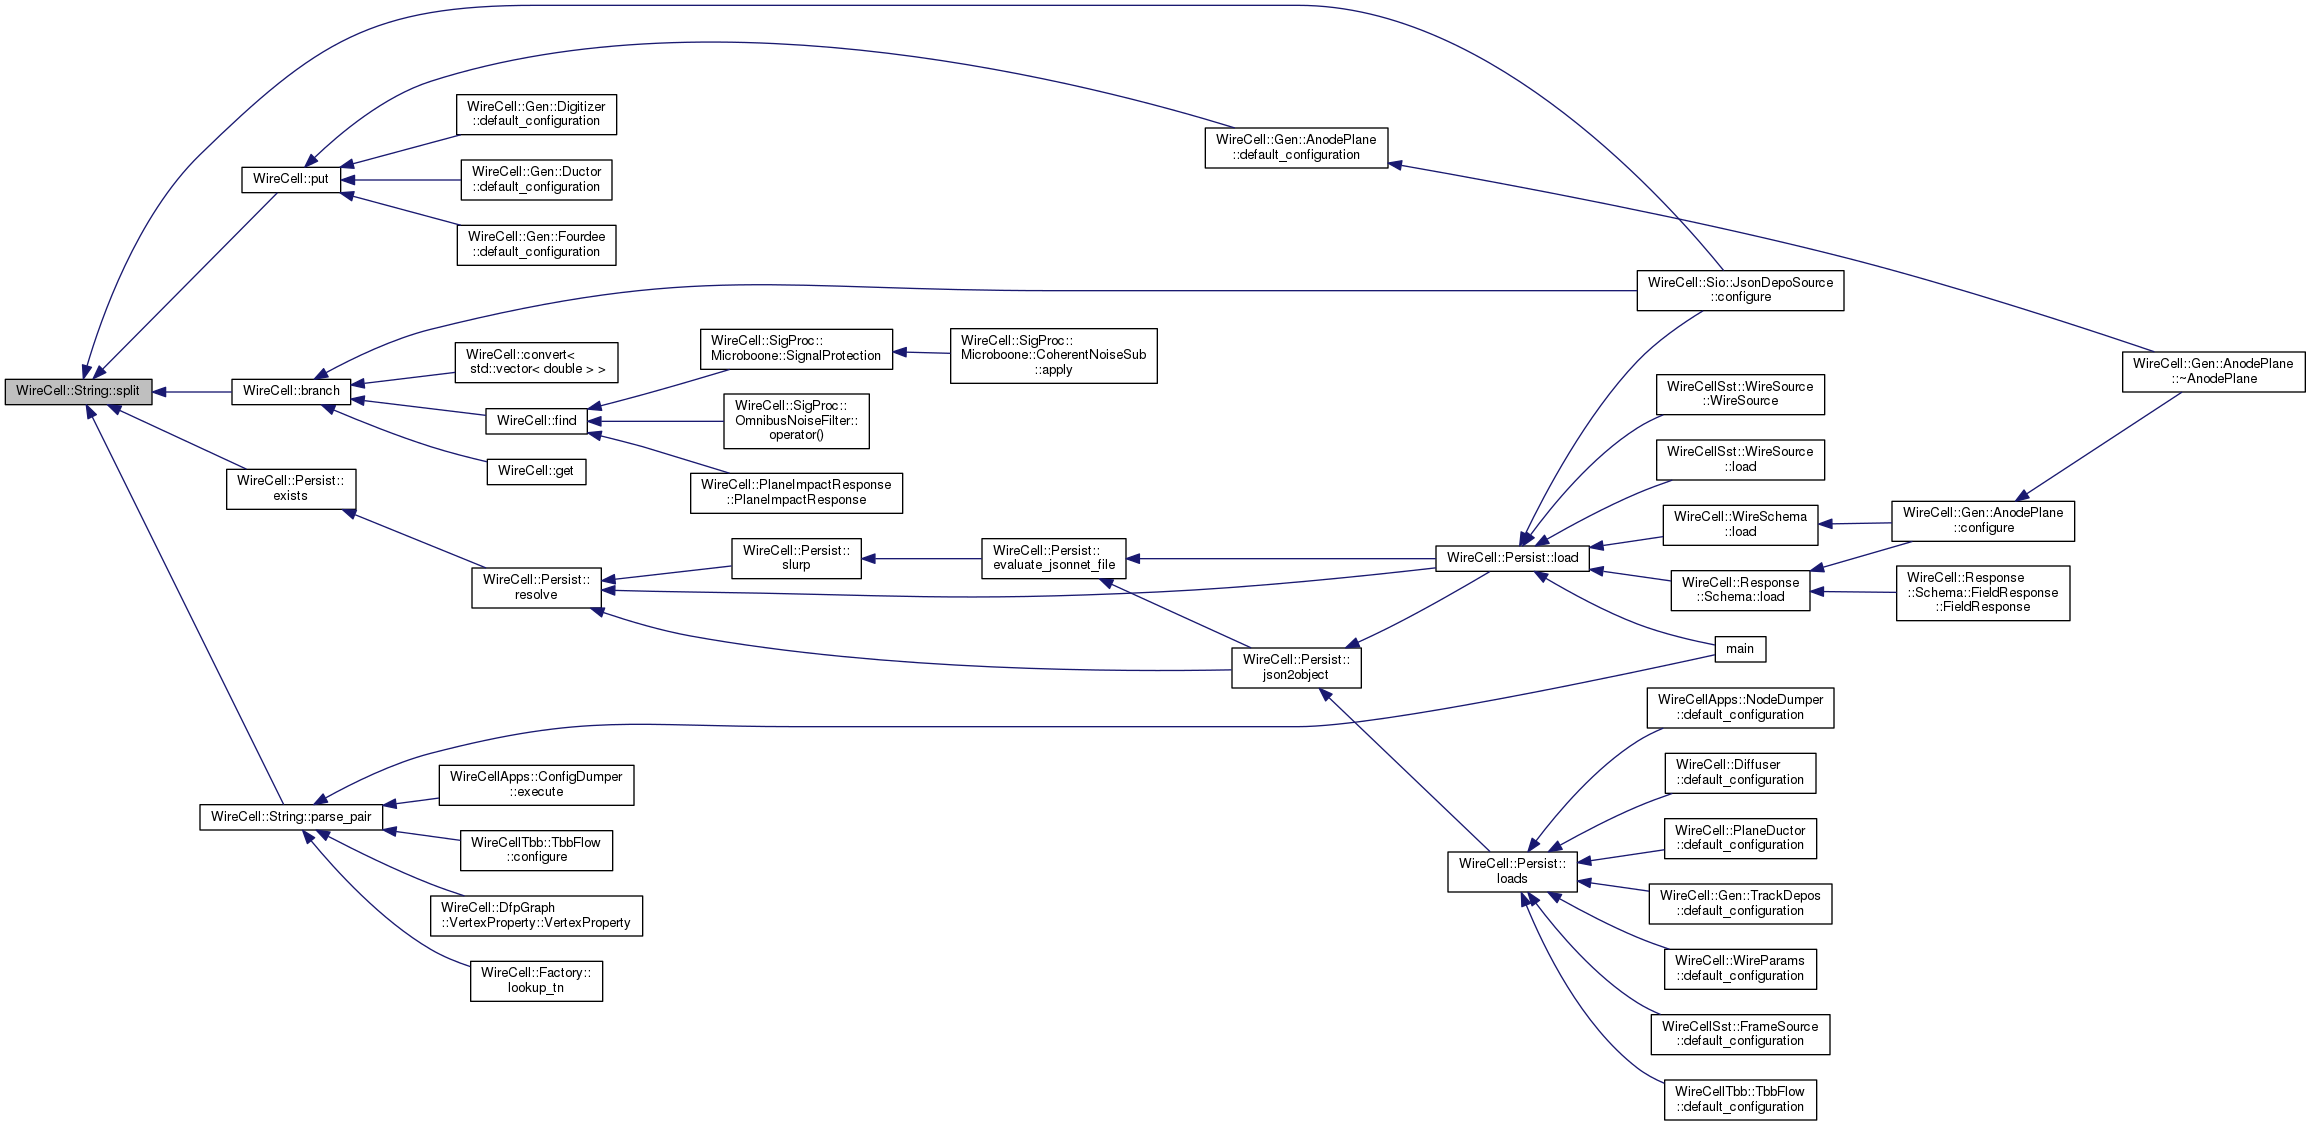 WireCell::String::split
WireCell::put
WireCell::Gen::Digitizer
::default_configuration
WireCell::Gen::Ductor
::default_configuration
WireCell::Gen::Fourdee
::default_configuration
WireCell::Gen::AnodePlane
::default_configuration
WireCell::Sio::JsonDepoSource
::configure
WireCell::Gen::AnodePlane
::~AnodePlane
WireCell::branch
WireCell::convert<
std::vector< double > >
WireCell::find
WireCell::get
WireCell::SigProc::
Microboone::SignalProtection
WireCell::SigProc::
Microboone::CoherentNoiseSub
::apply
WireCell::SigProc::
OmnibusNoiseFilter::
operator()
WireCell::PlaneImpactResponse
::PlaneImpactResponse
WireCell::Persist::
exists
WireCell::Persist::
resolve
WireCell::Persist::
slurp
WireCell::Persist::
evaluate_jsonnet_file
WireCell::Persist::
json2object
WireCell::Persist::load
WireCellSst::WireSource
::WireSource
WireCellSst::WireSource
::load
WireCell::WireSchema
::load
WireCell::Response
::Schema::load
WireCell::Gen::AnodePlane
::configure
WireCell::Response
::Schema::FieldResponse
::FieldResponse
main
WireCell::String::parse_pair
WireCellApps::ConfigDumper
::execute
WireCellTbb::TbbFlow
::configure
WireCell::DfpGraph
::VertexProperty::VertexProperty
WireCell::Factory::
lookup_tn
WireCell::Persist::
loads
WireCellApps::NodeDumper
::default_configuration
WireCell::Diffuser
::default_configuration
WireCell::PlaneDuctor
::default_configuration
WireCell::Gen::TrackDepos
::default_configuration
WireCell::WireParams
::default_configuration
WireCellSst::FrameSource
::default_configuration
WireCellTbb::TbbFlow
::default_configuration